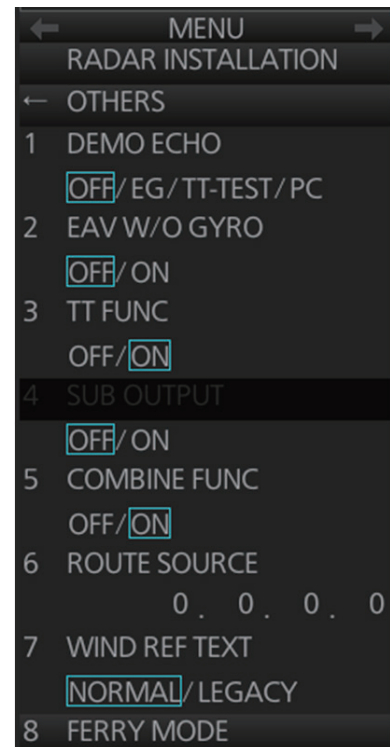 ← MENU →
RADAR INSTALLATION
← OTHERS
1 DEMO ECHO
OFF/EG/TT-TEST/PC
2 EAV W/O GYRO
OFF/ON
3 TT FUNC
OFF/ON
4 SUB OUTPUT
OFF/ON
5 COMBINE FUNC
OFF/ON
6 ROUTE SOURCE
0. 0. 0. 0
7 WIND REF TEXT
NORMAL/LEGACY
8 FERRY MODE